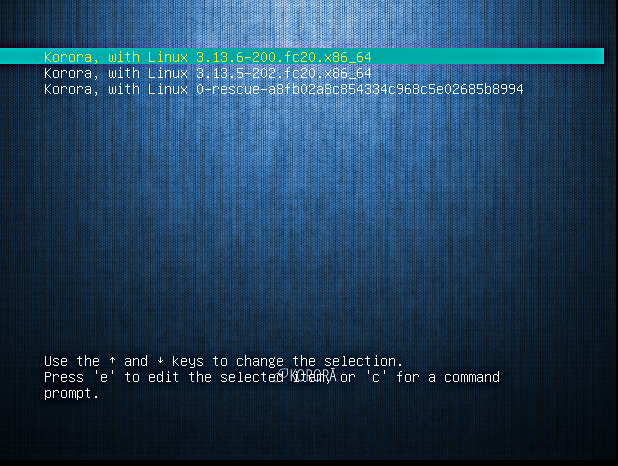 Korora, with Linux 3.13.6-200.fc20.x86_64
Korora, with Linux 3.13.5-202.fc20.x86_64
Korora, with Linux 0-rescue-a8fb02a8c854334c968c5e02685b8994
Use the ↑ and ↓ keys to change the selection.
Press 'e' to edit the selected item, or 'c' for a command
prompt.
KORORĀ